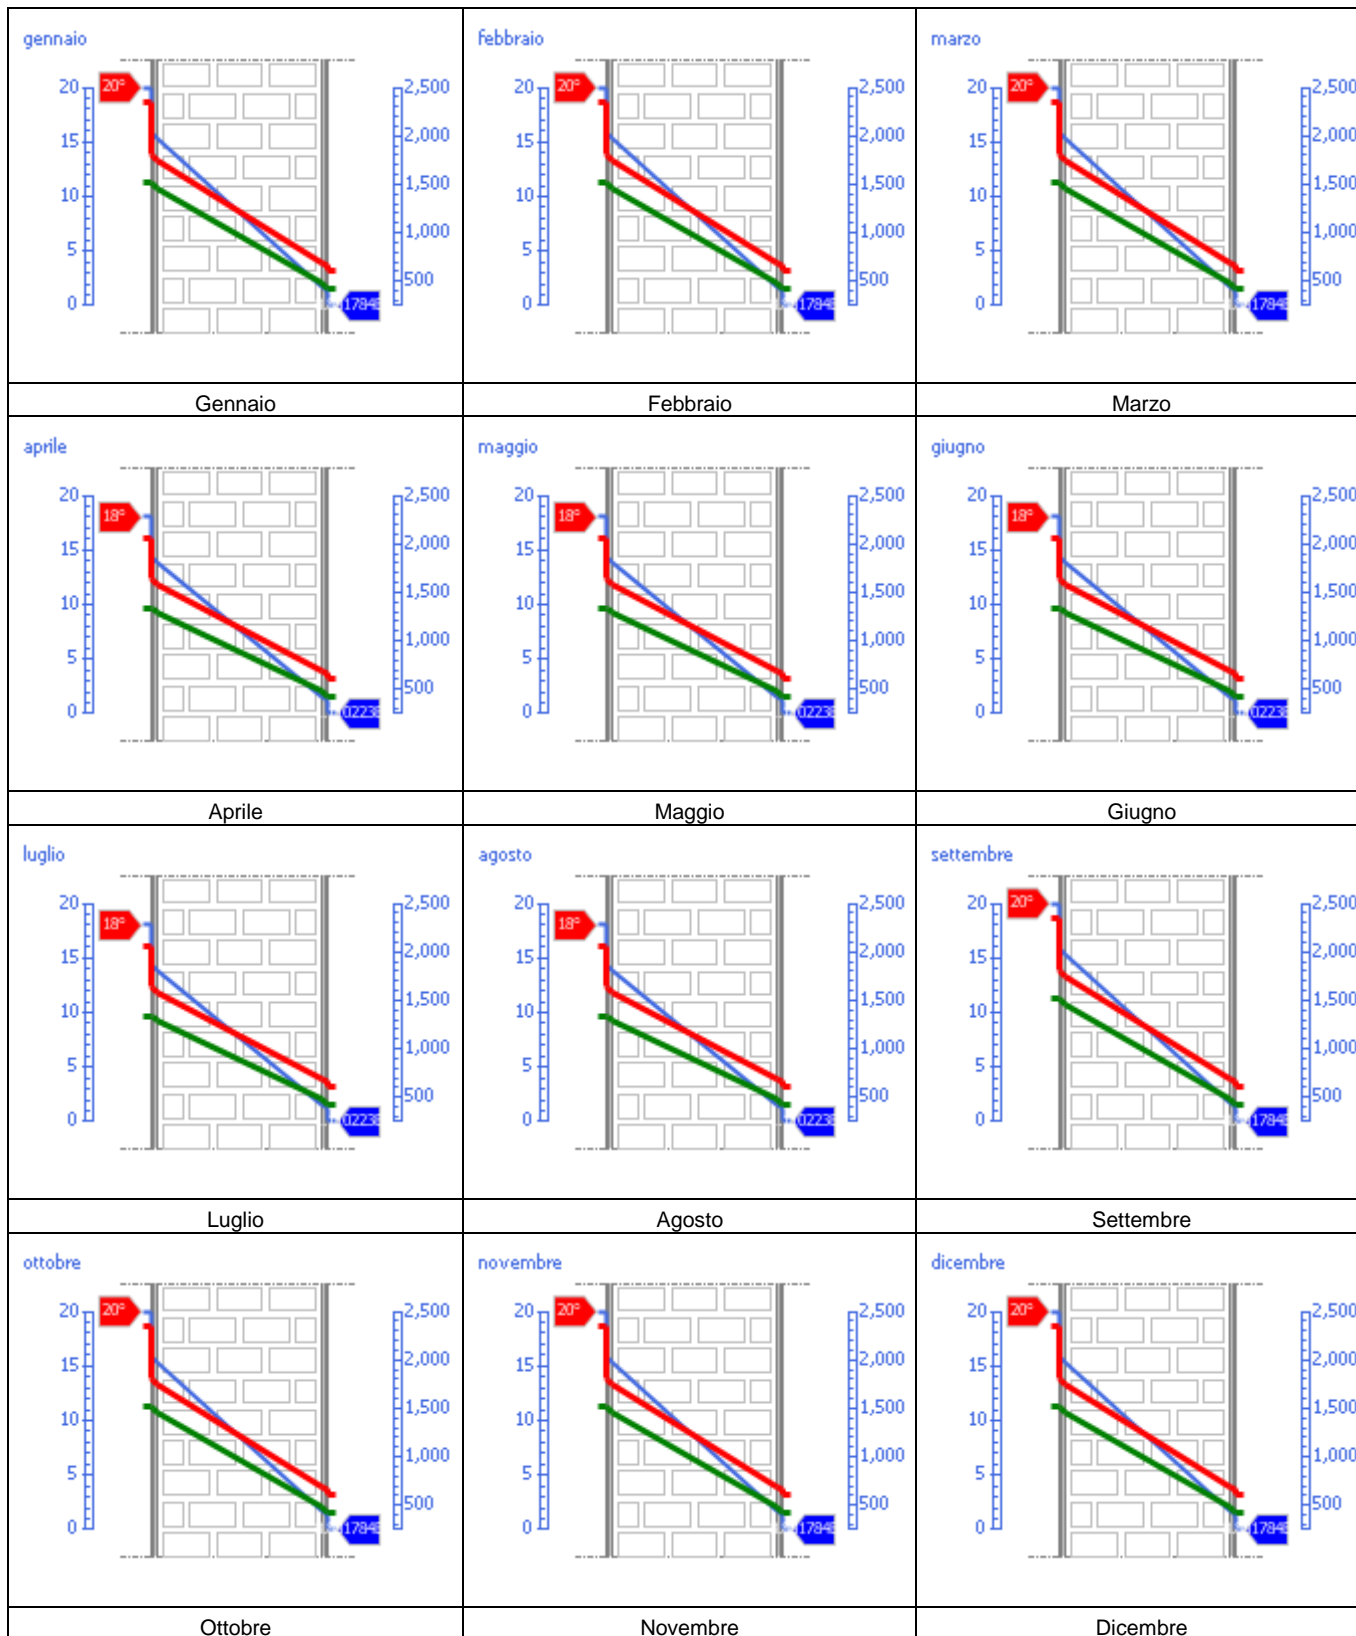 gennaio febbraio marzo
20° 20° 20°
20 2,500 20 2,500 20 2,500
15 2,000 15 2,000 15 2,000
10 1,500 10 1,500 10 1,500
5 1,000 5 1,000 5 1,000
500 500 500
0 0 0
Gennaio Febbraio Marzo
aprile maggio giugno
20 2,500 20 2,500 20 2,500
18° 18° 18°
15 2,000 15 2,000 15 2,000
10 1,500 10 1,500 10 1,500
5 1,000 5 1,000 5 1,000
500 500 500
0 0 0
Aprile Maggio Giugno
luglio agosto settembre
20 2,500 20 2,500 20 20° 2,500
18° 18°
15 2,000 15 2,000 15 2,000
10 1,500 10 1,500 10 1,500
5 1,000 5 1,000 5 1,000
500 500 500
0 0 0
Luglio Agosto Settembre
ottobre novembre dicembre
20 20° 2,500 20 20° 2,500 20 20° 2,500
15 2,000 15 2,000 15 2,000
10 1,500 10 1,500 10 1,500
5 1,000 5 1,000 5 1,000
500 500 500
0 0 0
Ottobre Novembre Dicembre